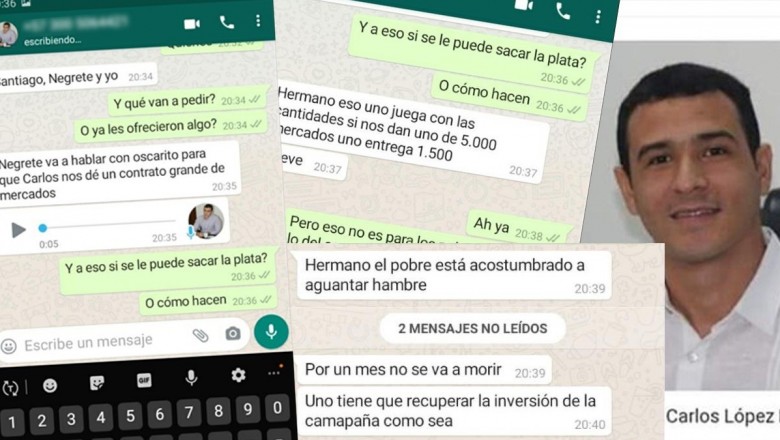 :36
escribiendo...
20:32
Santiago, Negrete y yo 20:34
Y qué van a pedir? 20:34
O ya les ofrecieron algo? 20:34
Negrete va a hablar con oscarito para
que Carlos nos dé un contrato grande de
mercados 20:35
0:05 20:35
Y a eso si se le puede sacar la plata?
20:36
O cómo hacen 20:36
Escribe un mensaje
GIF
1 2 3 4 5 6 7 8 9 0
Y a eso si se le puede sacar la plata?
20:36
O cómo hacen 20:36
Hermano eso uno juega con las
cantidades si nos dan uno de 5.000
mercados uno entrega 1.500
20:37
eve 20:37
Ah ya 20:38
Pero eso no es para los
Hermano el pobre está acostumbrado a
aguantar hambre 20:39
2 MENSAJES NO LEÍDOS
Por un mes no se va a morir 20:39
Uno tiene que recuperar la inversión de la
camapaña como sea 20:40
Carlos López